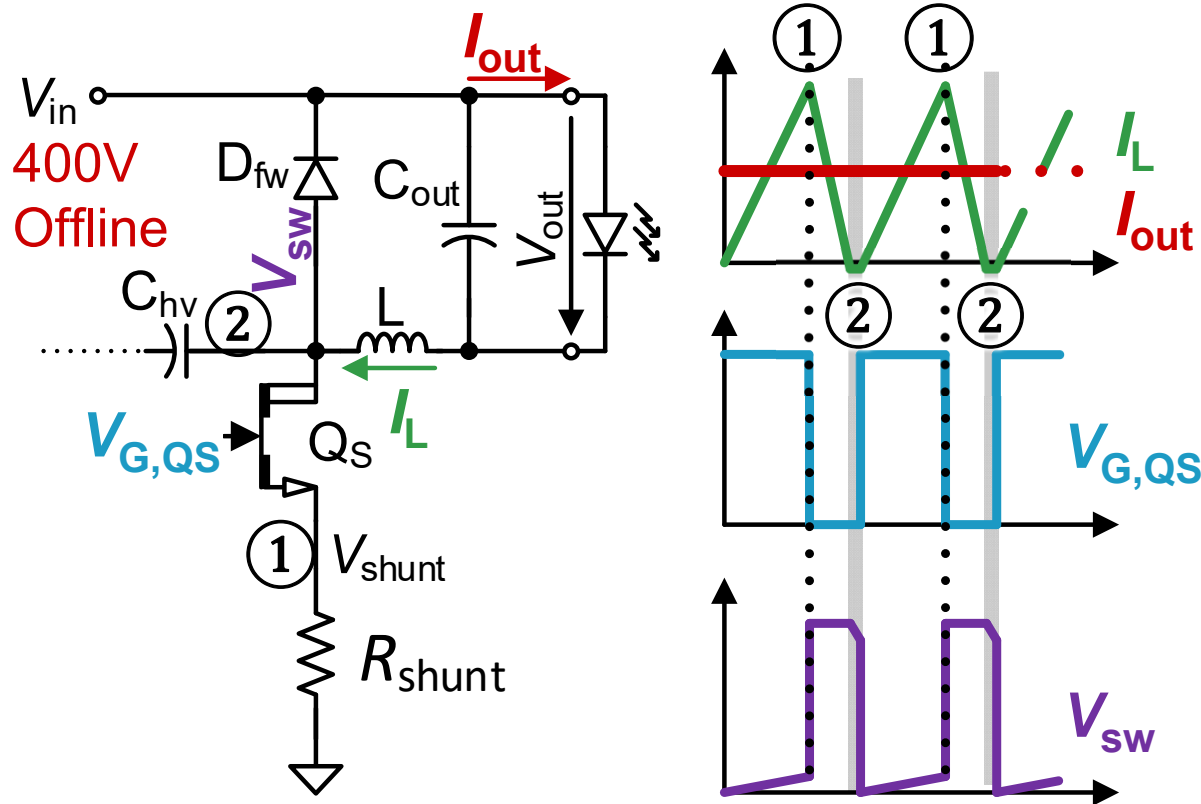 Iout
Vin
400V
Offline
Dfw
Cout
Vout
Vsw
Chv
2
L
IL
VG,QS
QS
1
Vshunt
Rshunt
1 1
IL
Iout
2 2
VG,QS
Vsw